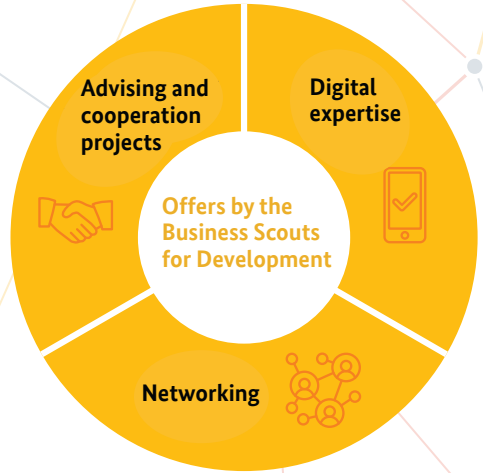 Advising and
cooperation
projects
Digital
expertise
Offers by the
Business Scouts
for Development
Networking